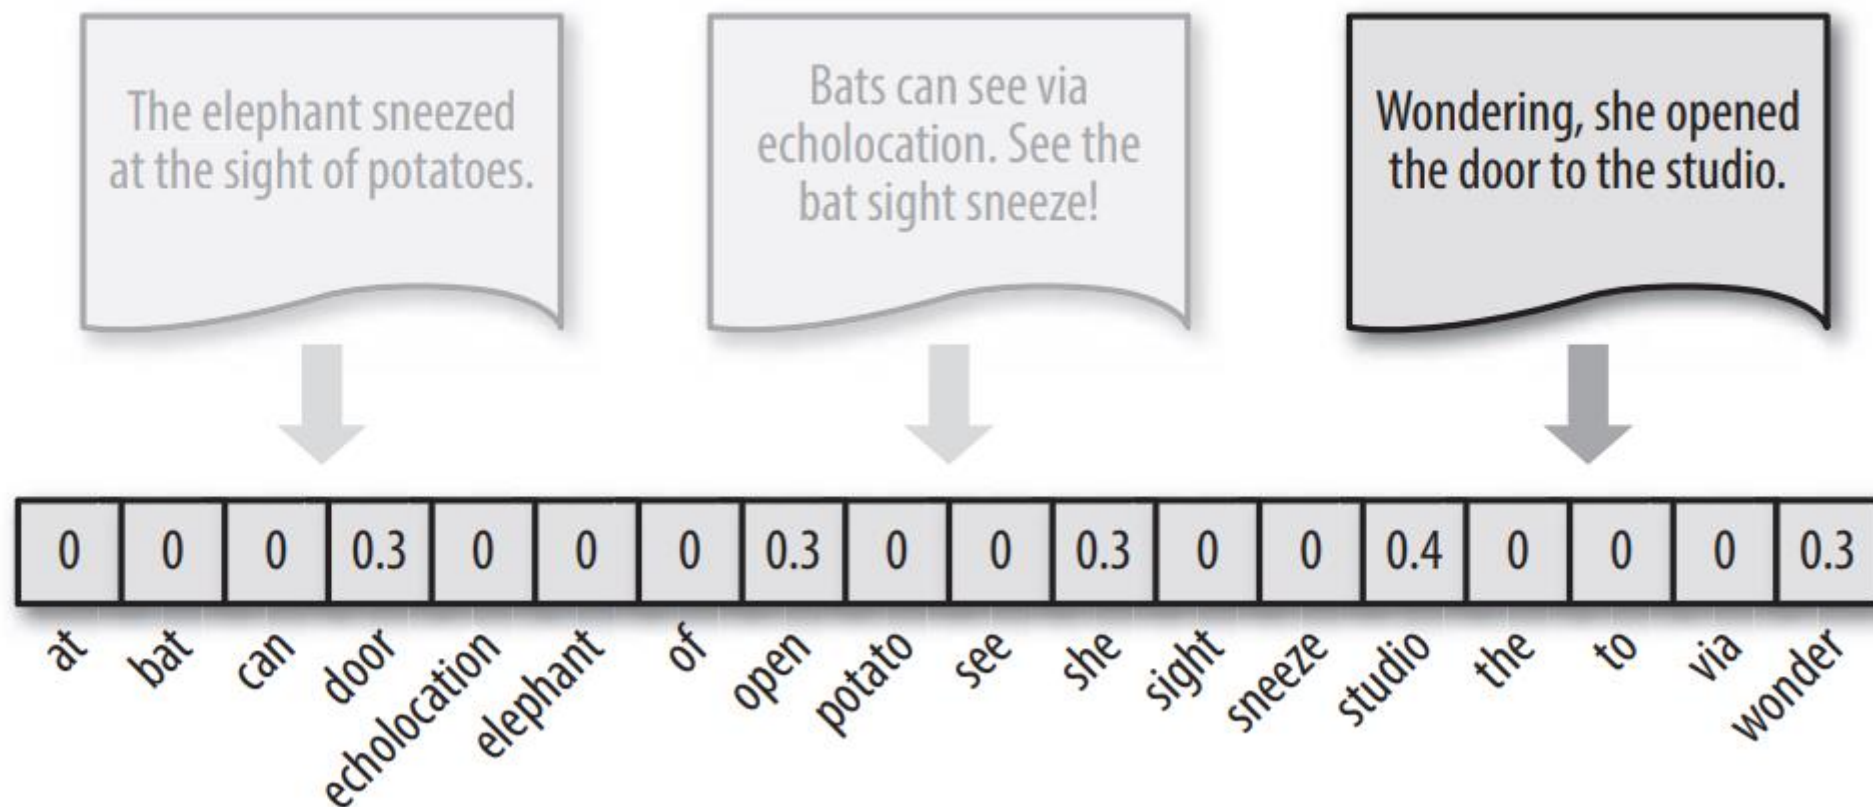 The elephant sneezed
at the sight of potatoes.
Bats can see via
echolocation. See the
bat sight sneeze!
Wondering, she opened
the door to the studio.
0 0 0 0.3 0 0 0 0.3 0 0 0.3 0 0 0.4 0 0 0 0.3
at bat can door echolocation elephant of open potato see she sight sneeze studio the to via wonder